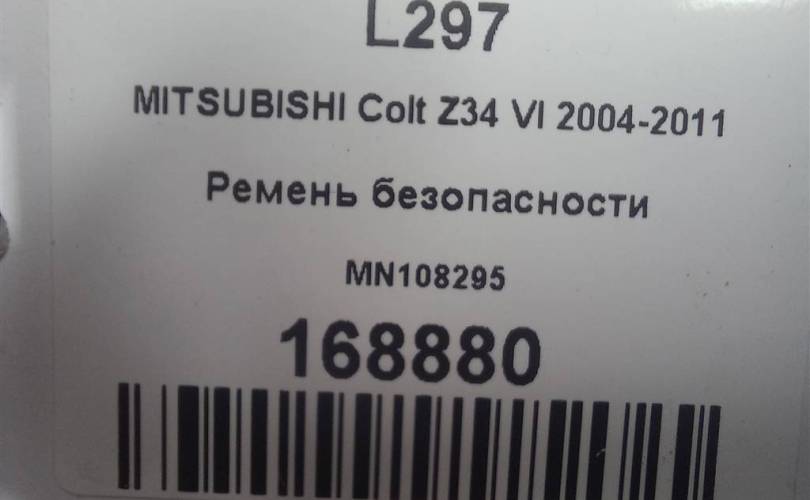 L297
MITSUBISHI Colt Z34 VI 2004-2011
Ремень безопасности
MN108295
168880